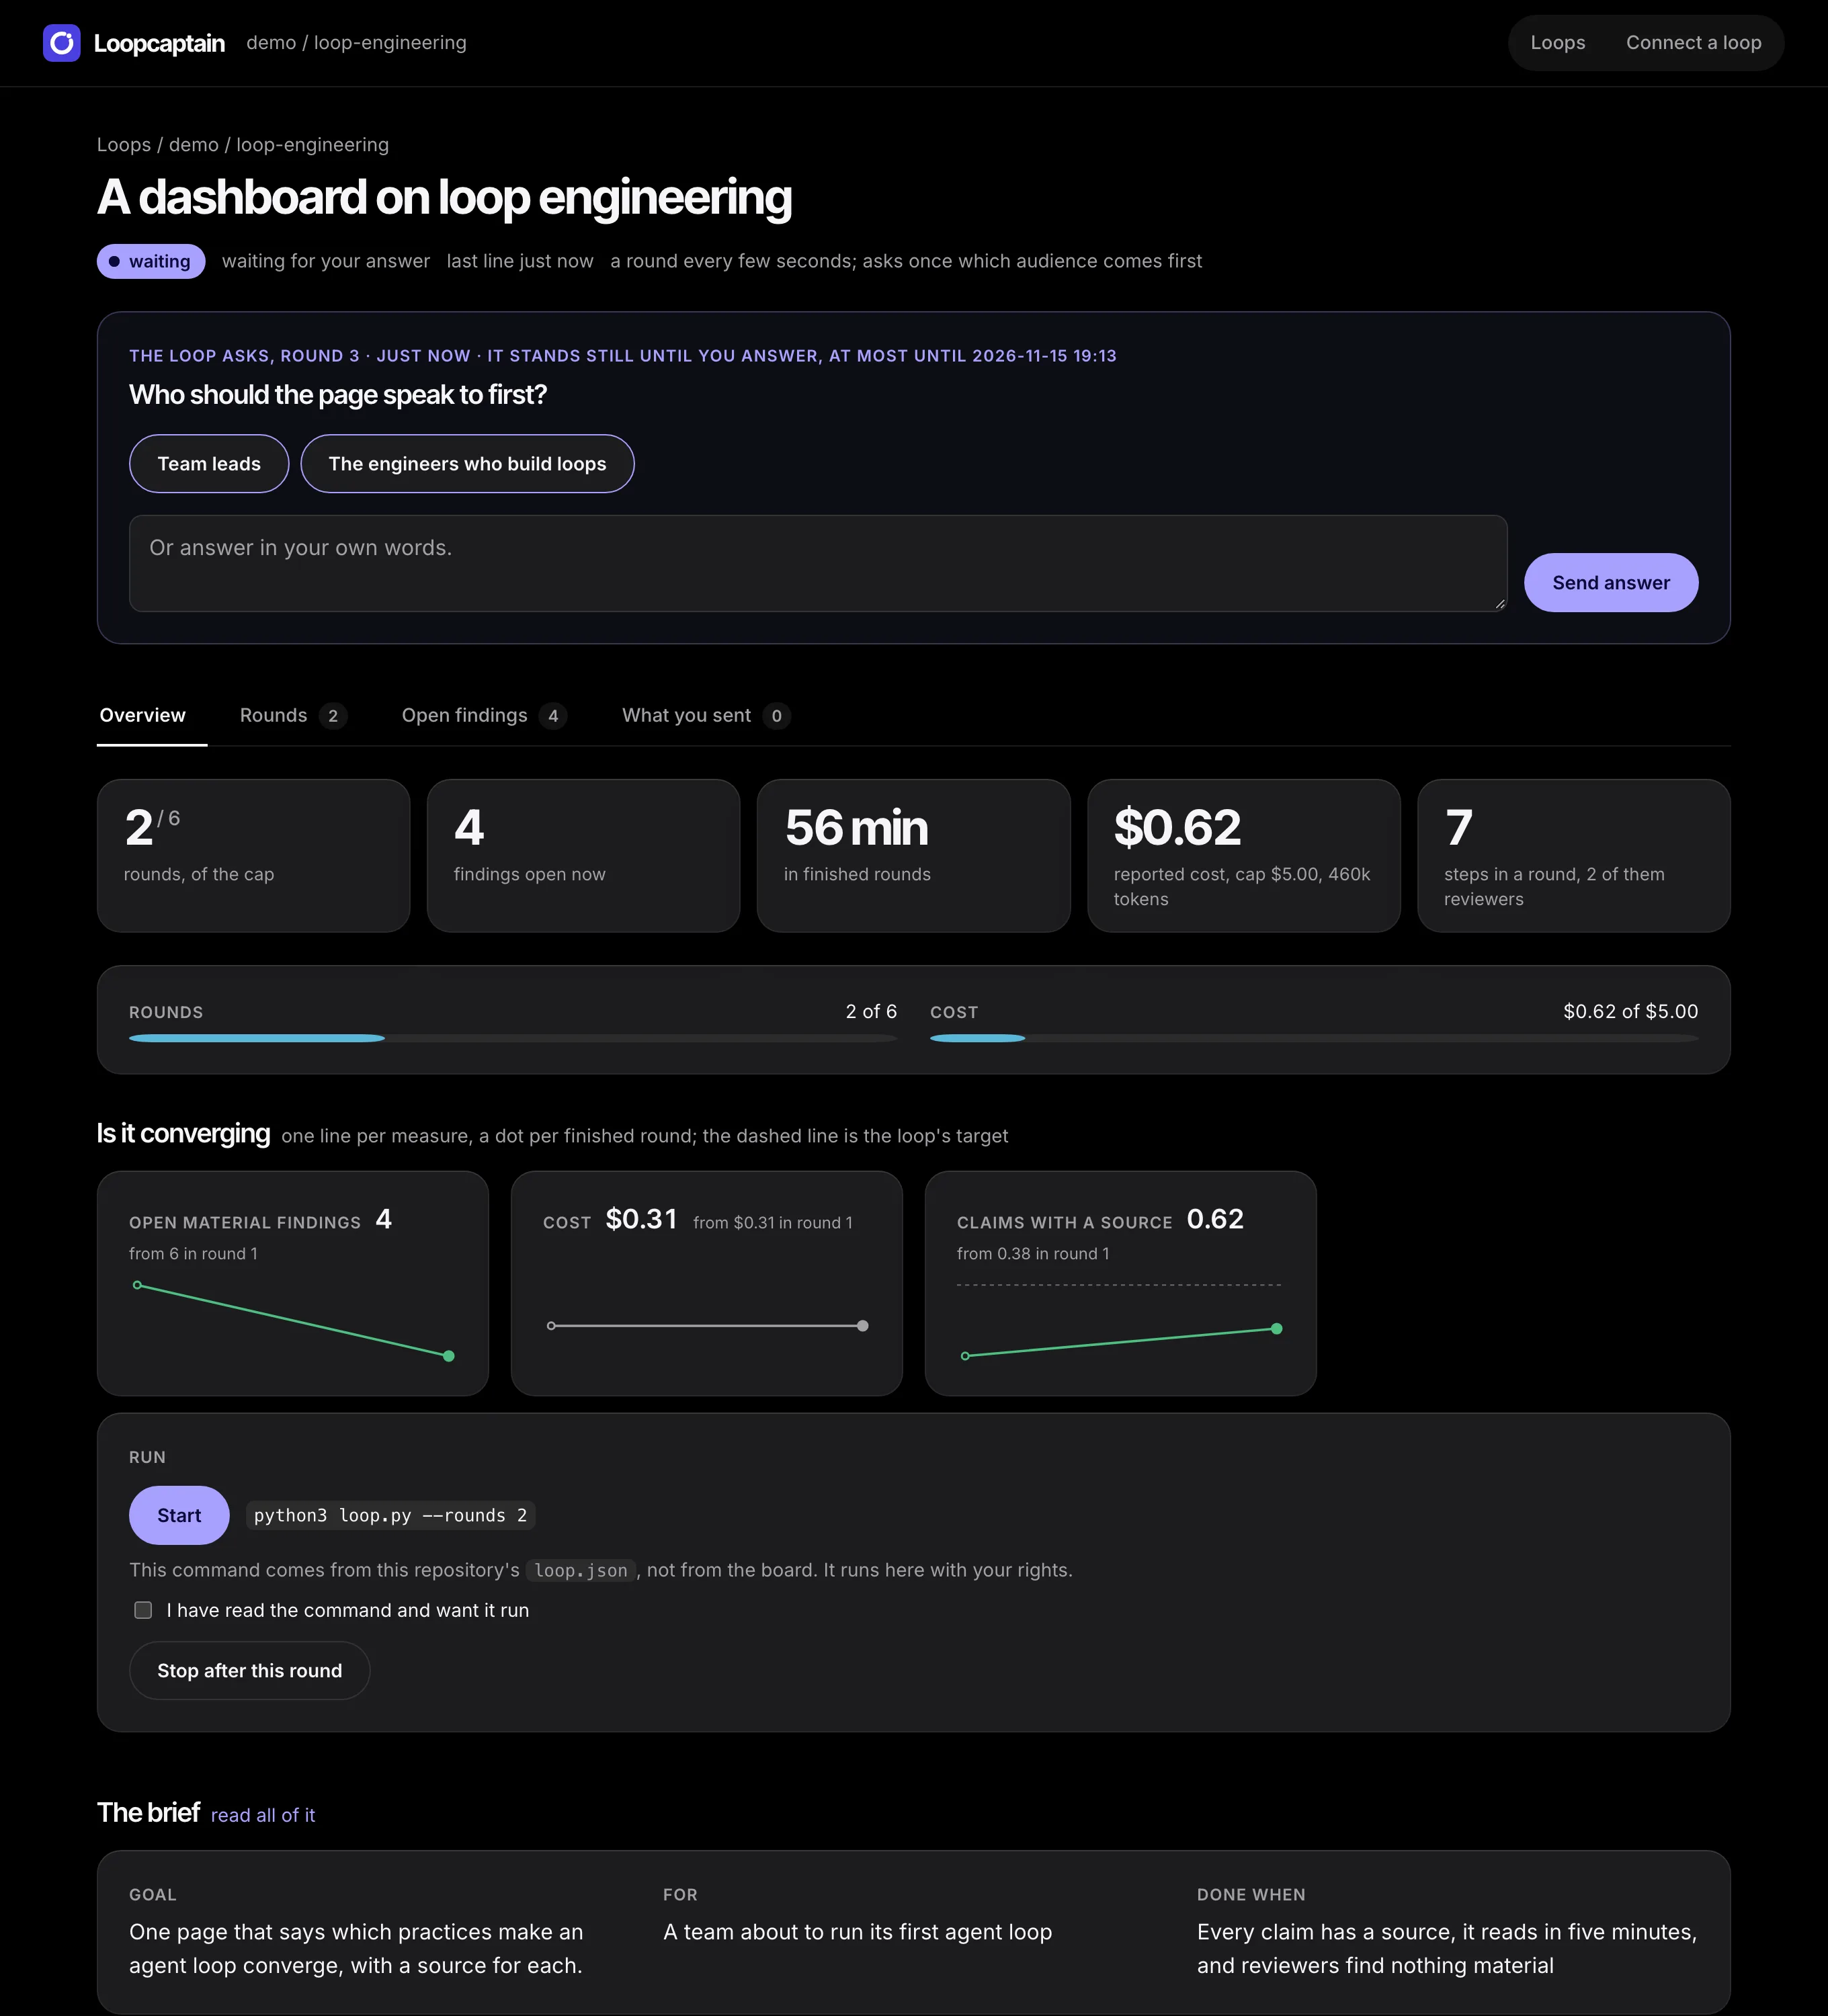 Loopcaptain demo / loop-engineering Loops Connect a loop
Loops / demo / loop-engineering
A dashboard on loop engineering
waiting waiting for your answer last line just now a round every few seconds; asks once which audience comes first
THE LOOP ASKS, ROUND 3 · JUST NOW · IT STANDS STILL UNTIL YOU ANSWER, AT MOST UNTIL 2026-11-15 19:13
Who should the page speak to first?
Team leads The engineers who build loops
Or answer in your own words.
Send answer
Overview Rounds 2 Open findings 4 What you sent 0
2 / 6
rounds, of the cap
4
findings open now
56 min
in finished rounds
$0.62
reported cost, cap $5.00, 460k
tokens
7
steps in a round, 2 of them
reviewers
ROUNDS 2 of 6
COST $0.62 of $5.00
Is it converging one line per measure, a dot per finished round; the dashed line is the loop's target
OPEN MATERIAL FINDINGS 4
from 6 in round 1
COST $0.31 from $0.31 in round 1
CLAIMS WITH A SOURCE 0.62
from 0.38 in round 1
RUN
Start python3 loop.py --rounds 2
This command comes from this repository's loop.json, not from the board. It runs here with your rights.
I have read the command and want it run
Stop after this round
The brief read all of it
GOAL
One page that says which practices make an
agent loop converge, with a source for each.
FOR
A team about to run its first agent loop
DONE WHEN
Every claim has a source, it reads in five minutes,
and reviewers find nothing material